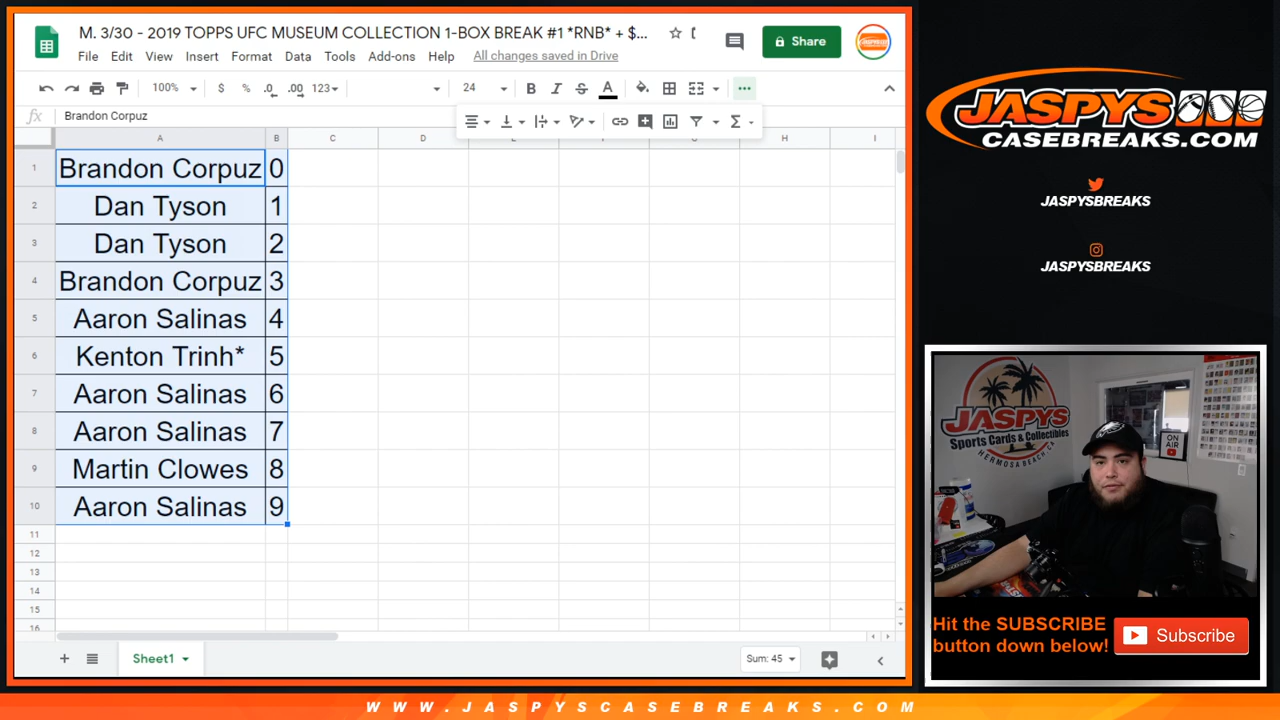 M. 3/30 - 2019 TOPPS UFC MUSEUM COLLECTION 1-BOX BREAK #1 *RNB* + $...
File Edit View Insert Format Data Tools Add-ons Help All changes saved in Drive
Share
100% $ % .0 .00 123 24 B I S A
fx Brandon Corpuz
A B C D H I
1 Brandon Corpuz 0
2 Dan Tyson 1
3 Dan Tyson 2
4 Brandon Corpuz 3
5 Aaron Salinas 4
6 Kenton Trinh* 5
7 Aaron Salinas 6
8 Aaron Salinas 7
9 Martin Clowes 8
10 Aaron Salinas 9
11
12
13
14
15
16
Sheet1
Sum: 45
JASPYS
CASEBREAKS.COM
JASPYSBREAKS
JASPYSBREAKS
JASPYS
Sports Cards & Collectibles
HERMOSA BEACH, CA
ON
AIR
Hit the SUBSCRIBE
button down below!
Subscribe
WWW.JASPYSCASEBREAKS.COM